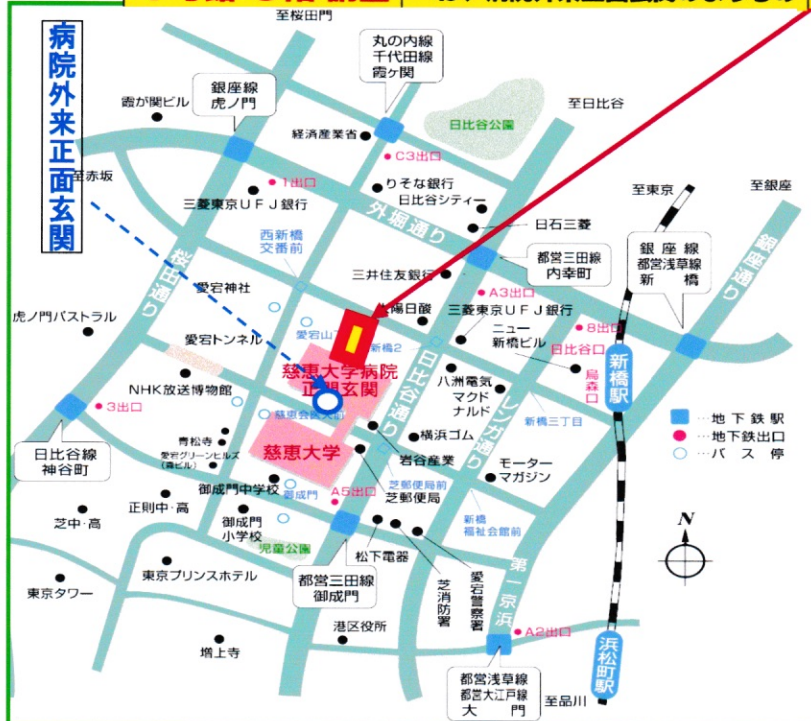 至桜田門
病院外来正面玄関
丸の内線
千代田線
霞ヶ関
銀座線
虎ノ門
霞が関ビル
経済産業省
日比谷公園
至日比谷
C3出口
至赤坂
1出口
りそな銀行
日比谷シティー
三菱東京UFJ銀行
外堀通り
日石三菱
至東京
至銀座
西新橋
交番前
都営三田線
内幸町
銀座線
都営浅草線
新橋
銀座通り
桜田通り
愛宕神社
三井住友銀行
A3出口
虎ノ門パストラル
愛宕トンネル
三菱東京UFJ銀行
ニュー
新橋ビル
8出口
日比谷口
烏森口
新橋駅
新橋2
日比谷通り
慈恵大学病院
正面玄関
八洲電気
マクド
ナルド
レンガ通り
NHK放送博物館
3出口
新橋三丁目
地下鉄駅
地下鉄出口
バス停
日比谷線
神谷町
青松寺
愛宕グリーンヒルズ
(森ビル)
慈恵大学
横浜ゴム
岩谷産業
芝郵便局前
モーター
マガジン
御成門中学校
御成門
A5出口
芝郵便局
芝中・高
正則中・高
御成門
小学校
新橋
福祉会館前
N
児童公園
松下電器
東京プリンスホテル
都営三田線
御成門
芝消防署
愛宕警察署
第一京浜
東京タワー
港区役所
A2出口
増上寺
浜松町駅
都営浅草線
都営大江戸線
大門
至品川